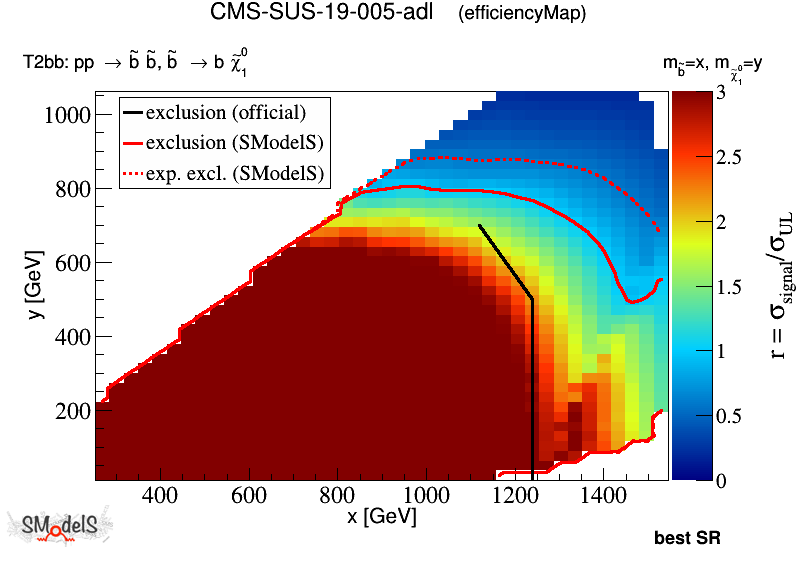 CMS-SUS-19-005-adl (efficiencyMap)
T2bb: pp → b̃ b̃, b̃ → b χ̃₁⁰
m_b̃=x, m_χ̃₁⁰=y
exclusion (official)
exclusion (SModelS)
exp. excl. (SModelS)
1000
800
600
400
200
y [GeV]
400 600 800 1000 1200 1400
x [GeV]
3
2.5
2
1.5
1
0.5
0
r = σ_signal/σ_UL
SModelS
best SR